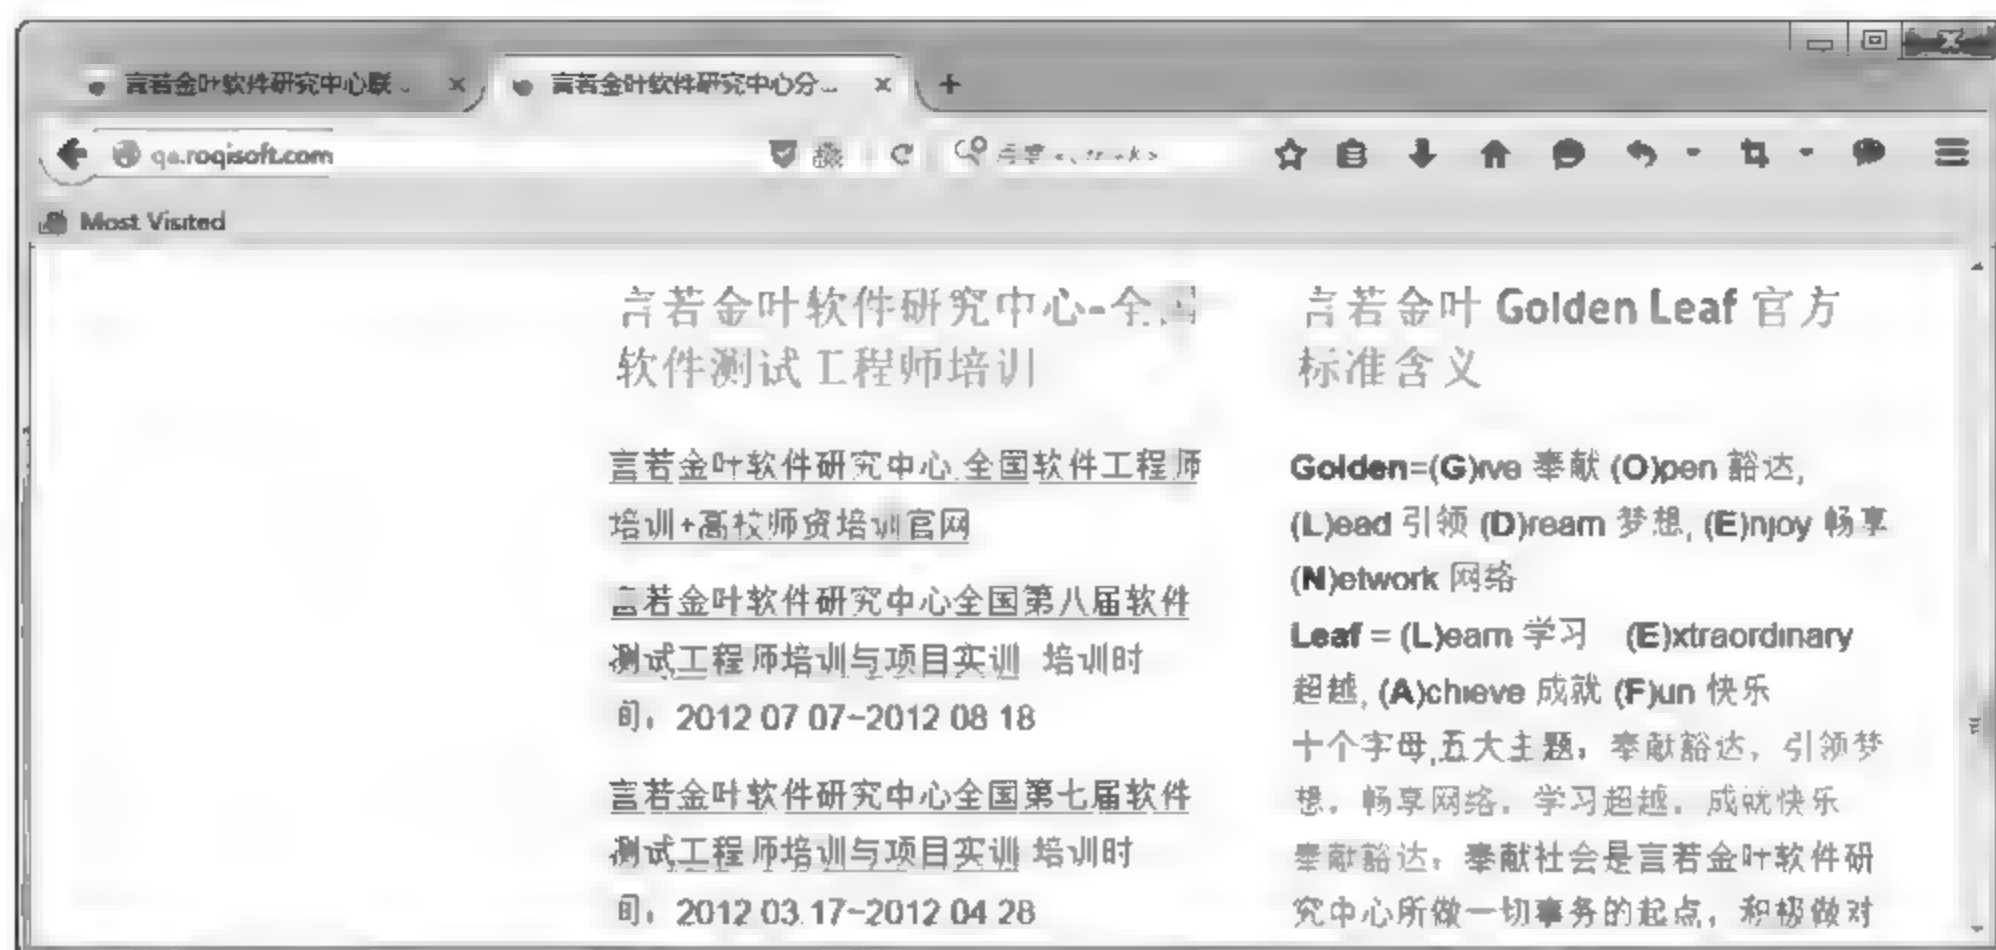 言若金叶软件研究中心联
言若金叶软件研究中心分...
qa.roqisoft.com
Most Visited
言若金叶软件研究中心-全国
软件测试工程师培训
言若金叶软件研究中心 全国软件工程师
培训+高校师资培训官网
言若金叶软件研究中心全国第八届软件
测试工程师培训与项目实训 培训时
间：2012 07 07~2012 08 18
言若金叶软件研究中心全国第七届软件
测试工程师培训与项目实训 培训时
间：2012 03.17~2012 04 28
言若金叶 Golden Leaf 官方
标准含义
Golden=(G)ive 奉献 (O)pen 豁达,
(L)ead 引领 (D)ream 梦想, (E)njoy 畅享
(N)etwork 网络
Leaf = (L)earn 学习 (E)xtraordinary
超越, (A)chieve 成就 (F)un 快乐
十个字母,五大主题：奉献豁达，引领梦
想，畅享网络，学习超越，成就快乐
奉献豁达：奉献社会是言若金叶软件研
究中心所做一切事务的起点，积极做对